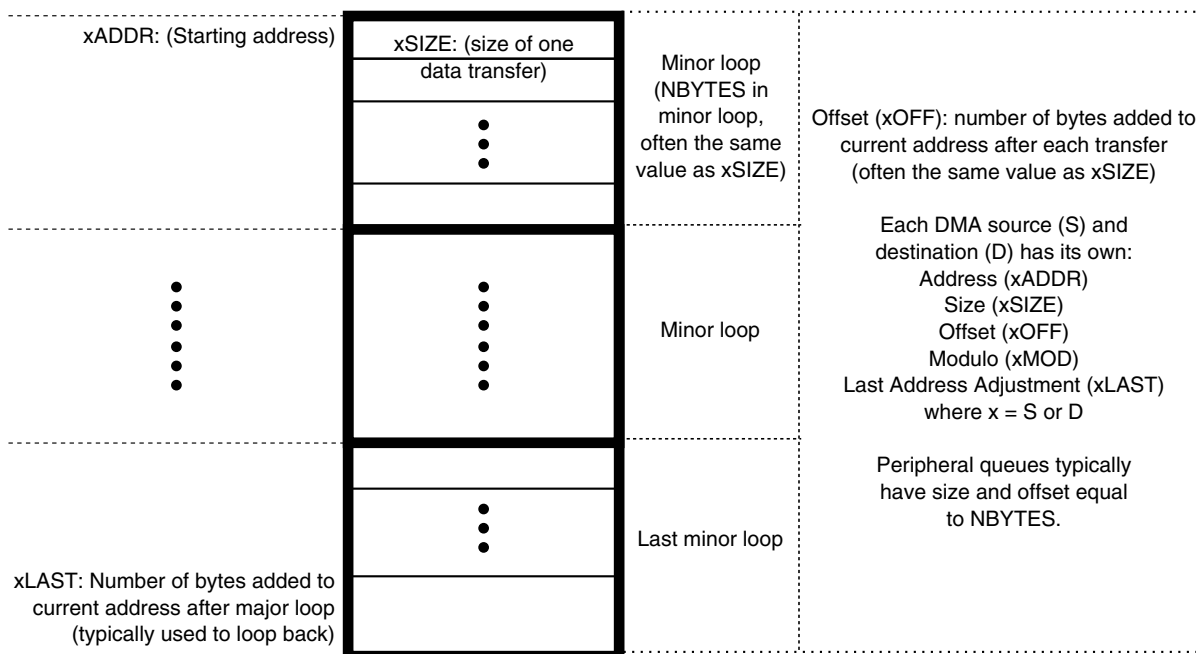 xADDR: (Starting address)
xSIZE: (size of one
data transfer)
Minor loop
(NBYTES in
minor loop,
often the same
value as xSIZE)
Offset (xOFF): number of bytes added to
current address after each transfer
(often the same value as xSIZE)
Each DMA source (S) and
destination (D) has its own:
Address (xADDR)
Size (xSIZE)
Offset (xOFF)
Modulo (xMOD)
Last Address Adjustment (xLAST)
where x = S or D
Peripheral queues typically
have size and offset equal
to NBYTES.
Minor loop
Last minor loop
xLAST: Number of bytes added to
current address after major loop
(typically used to loop back)